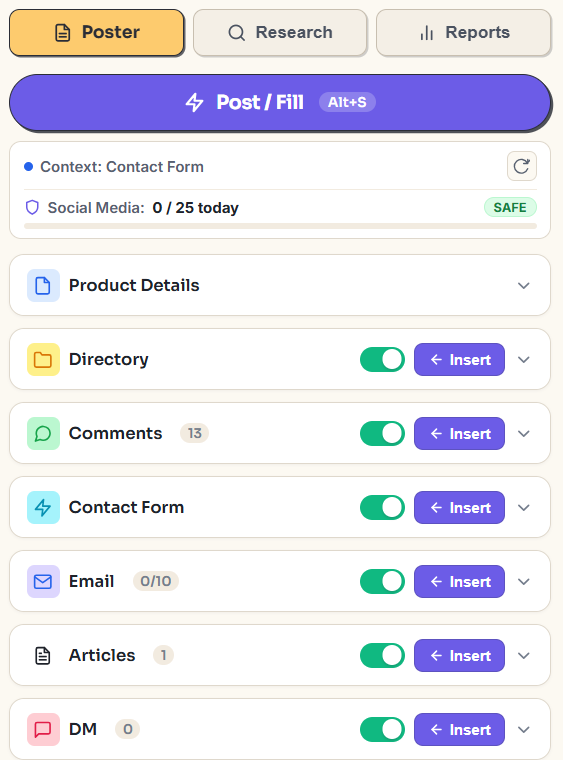 Poster
Research
Reports
Post / Fill Alt+S
Context: Contact Form
Social Media: 0 / 25 today SAFE
Product Details
Directory Insert
Comments 13 Insert
Contact Form Insert
Email 0/10 Insert
Articles 1 Insert
DM 0 Insert